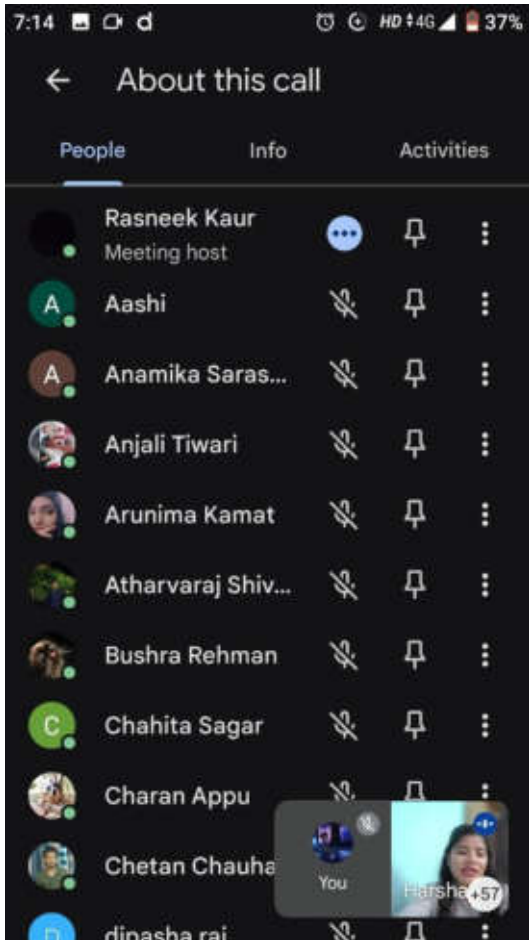 7:14 HD 4G 37%
About this call
People Info Activities
Rasneek Kaur
Meeting host
A Aashi
A Anamika Saras...
Anjali Tiwari
Arunima Kamat
Atharvaraj Shiv...
Bushra Rehman
C Chahita Sagar
Charan Appu
Chetan Chauha
You Harsha +57
D dipasha rai